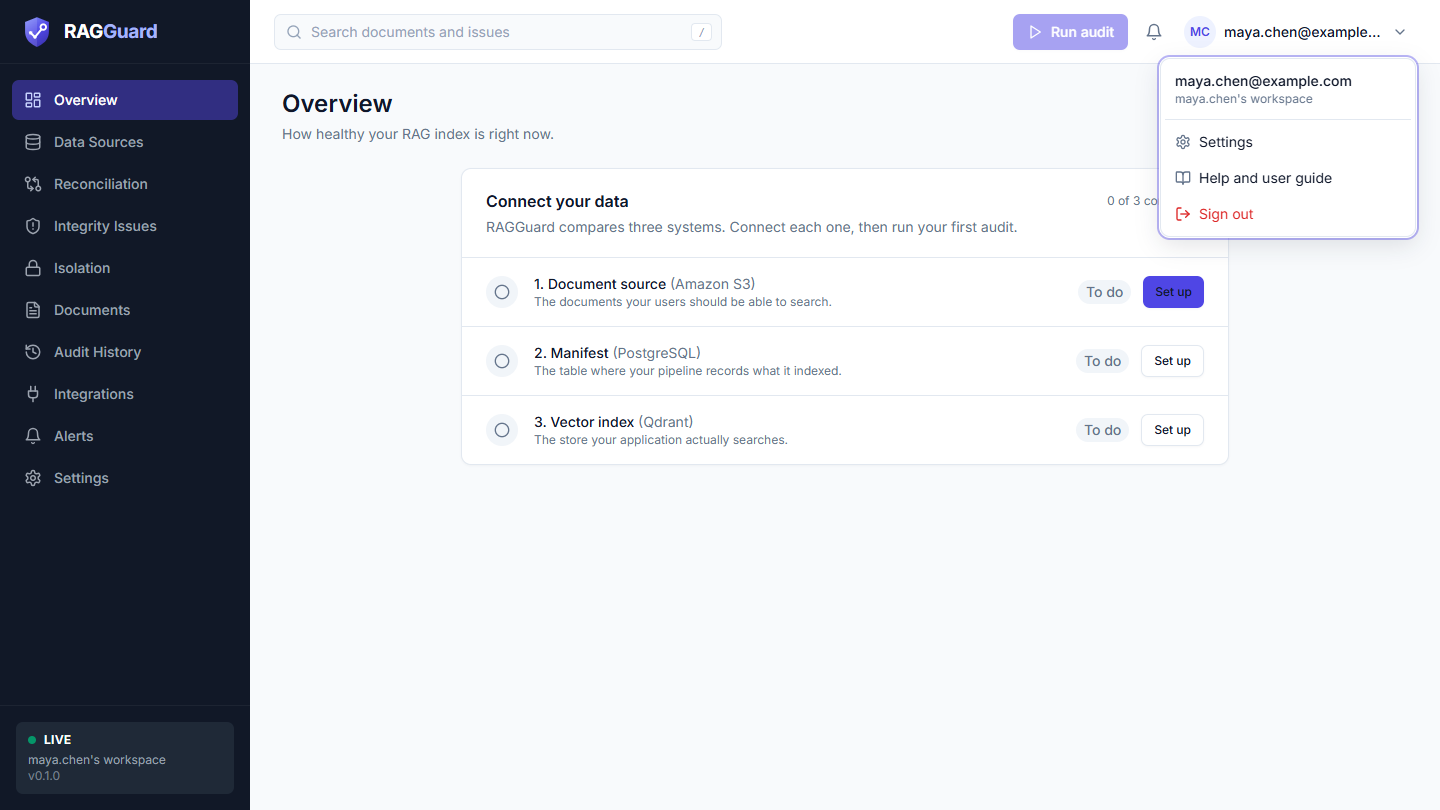 RAGGuard
Search documents and issues
/
Run audit
MC
maya.chen@example...
Overview
Data Sources
Reconciliation
Integrity Issues
Isolation
Documents
Audit History
Integrations
Alerts
Settings
LIVE
maya.chen's workspace
v0.1.0
Overview
How healthy your RAG index is right now.
maya.chen@example.com
maya.chen's workspace
Settings
Help and user guide
Sign out
Connect your data
0 of 3 co
RAGGuard compares three systems. Connect each one, then run your first audit.
1. Document source (Amazon S3)
The documents your users should be able to search.
To do
Set up
2. Manifest (PostgreSQL)
The table where your pipeline records what it indexed.
To do
Set up
3. Vector index (Qdrant)
The store your application actually searches.
To do
Set up